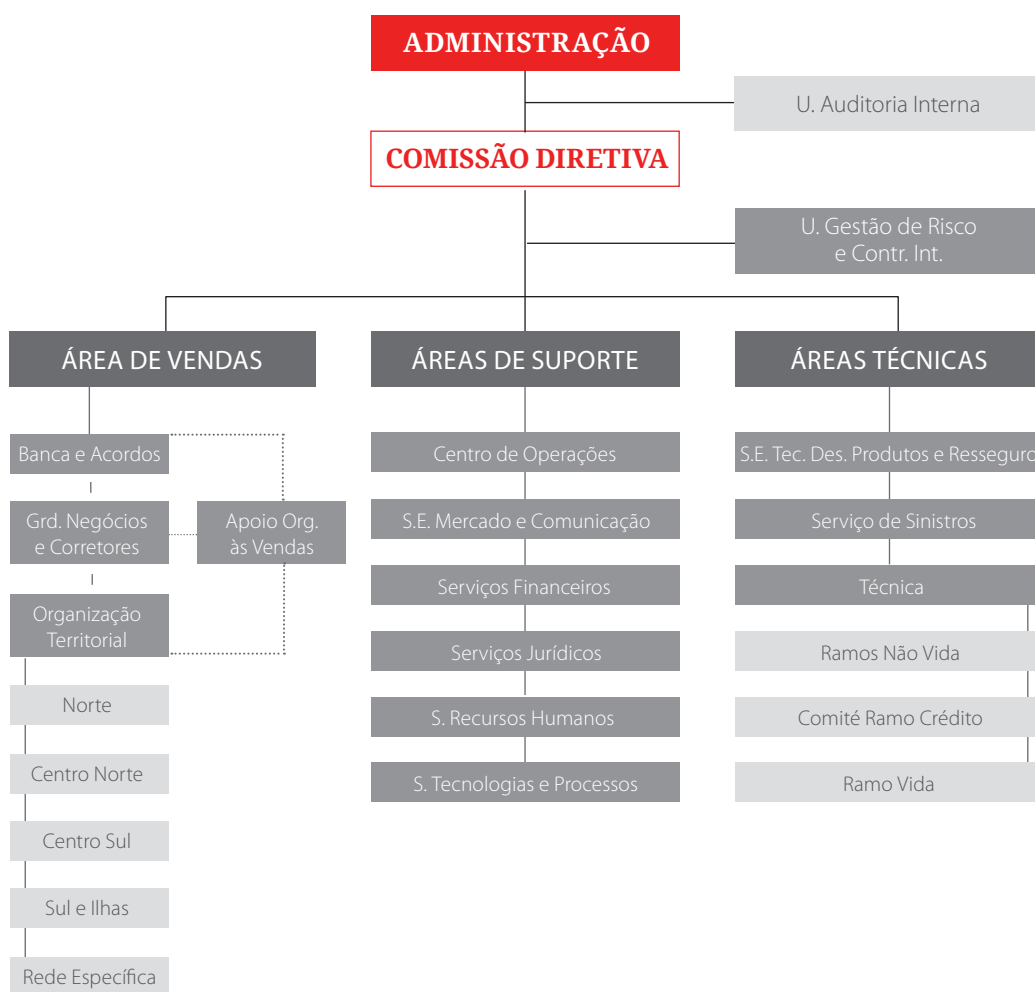 ADMINISTRAÇÃO
U. Auditoria Interna
COMISSÃO DIRETIVA
U. Gestão de Risco
e Contr. Int.
ÁREA DE VENDAS
Banca e Acordos
Grd. Negócios
e Corretores
Apoio Org.
às Vendas
Organização
Territorial
Norte
Centro Norte
Centro Sul
Sul e Ilhas
Rede Específica
ÁREAS DE SUPORTE
Centro de Operações
S.E. Mercado e Comunicação
Serviços Financeiros
Serviços Jurídicos
S. Recursos Humanos
S. Tecnologias e Processos
ÁREAS TÉCNICAS
S.E. Tec. Des. Produtos e Resseguro
Serviço de Sinistros
Técnica
Ramos Não Vida
Comité Ramo Crédito
Ramo Vida